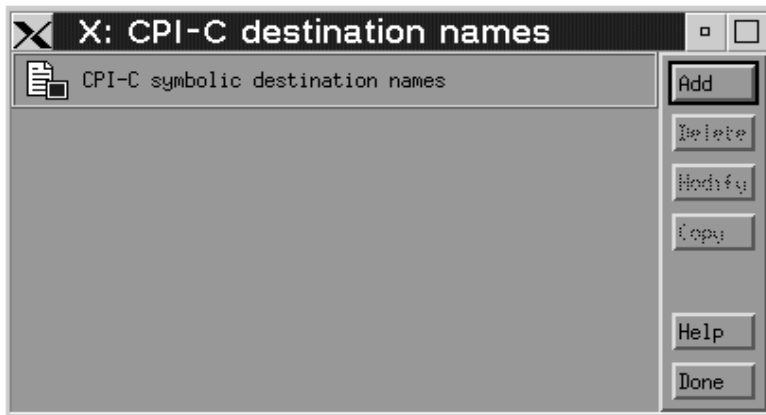 X: CPI-C destination names
CPI-C symbolic destination names
Add
Delete
Modify
Copy
Help
Done